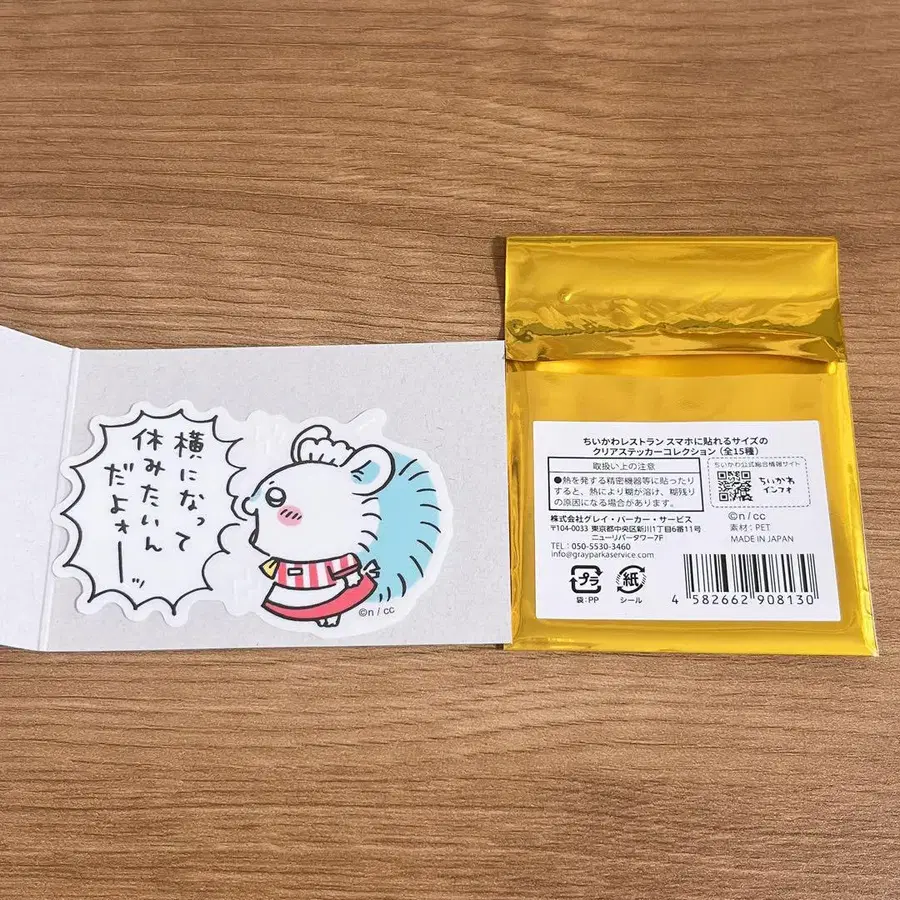 横になって
休みたいん
だよォーーッ
©n / cc
ちいかわレストラン スマホに貼れるサイズの
クリアステッカーコレクション（全15種）
取扱い上の注意
●熱を発する精密機器等に貼ったり
すると、熱により糊が溶け、糊残り
の原因になる場合があります。
ちいかわ公式総合情報サイト
ちいかわ
インフォ
株式会社グレイ・パーカー・サービス
〒104-0033 東京都中央区新川1丁目6番11号
ニューリバータワー7F
TEL：050-5530-3460
info@grayparkaservice.com
©n / cc
素材：PET
MADE IN JAPAN
プラ
袋：PP
紙
シール
4 582662 908130